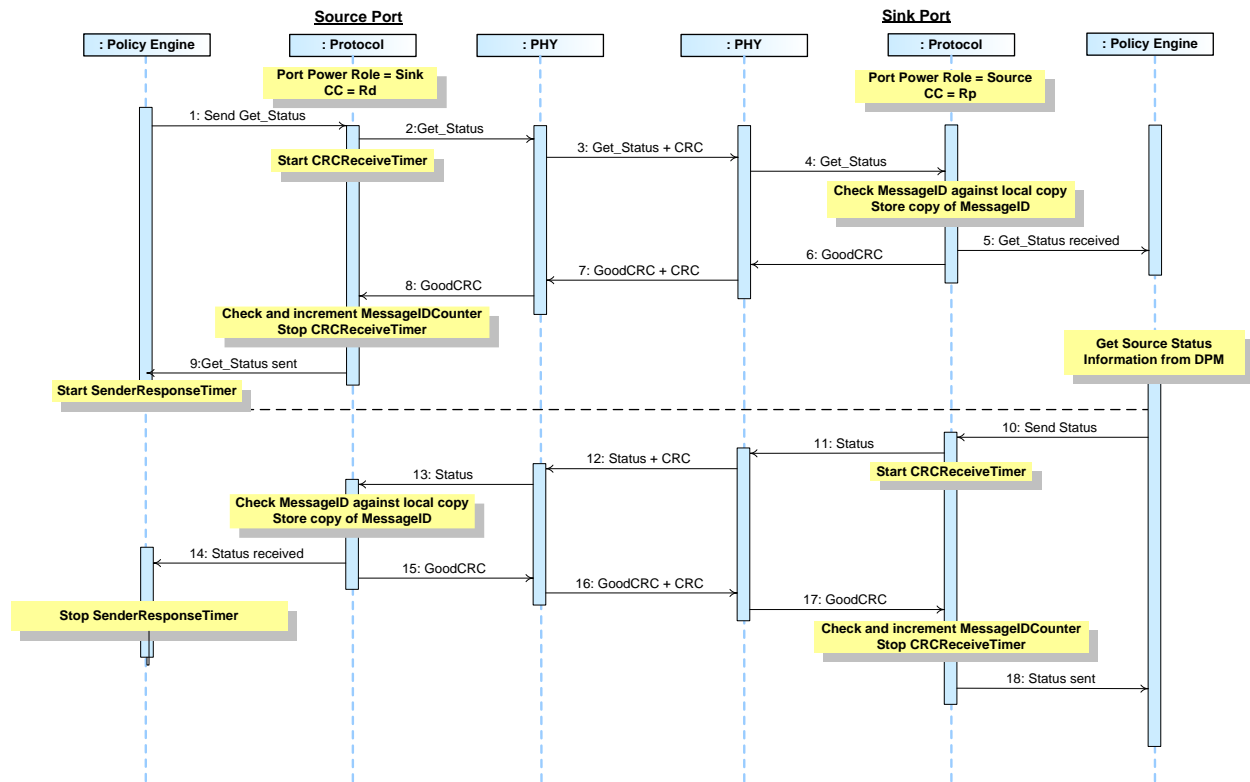 Source Port
Sink Port
: Policy Engine
: Protocol
: PHY
: PHY
: Protocol
: Policy Engine
Port Power Role = Sink
CC = Rd
Port Power Role = Source
CC = Rp
1: Send Get_Status
2:Get_Status
Start CRCReceiveTimer
3: Get_Status + CRC
4: Get_Status
Check MessageID against local copy
Store copy of MessageID
5: Get_Status received
6: GoodCRC
7: GoodCRC + CRC
8: GoodCRC
Check and increment MessageIDCounter
Stop CRCReceiveTimer
9:Get_Status sent
Start SenderResponseTimer
Get Source Status
Information from DPM
10: Send Status
11: Status
Start CRCReceiveTimer
12: Status + CRC
13: Status
Check MessageID against local copy
Store copy of MessageID
14: Status received
15: GoodCRC
16: GoodCRC + CRC
17: GoodCRC
Stop SenderResponseTimer
Check and increment MessageIDCounter
Stop CRCReceiveTimer
18: Status sent